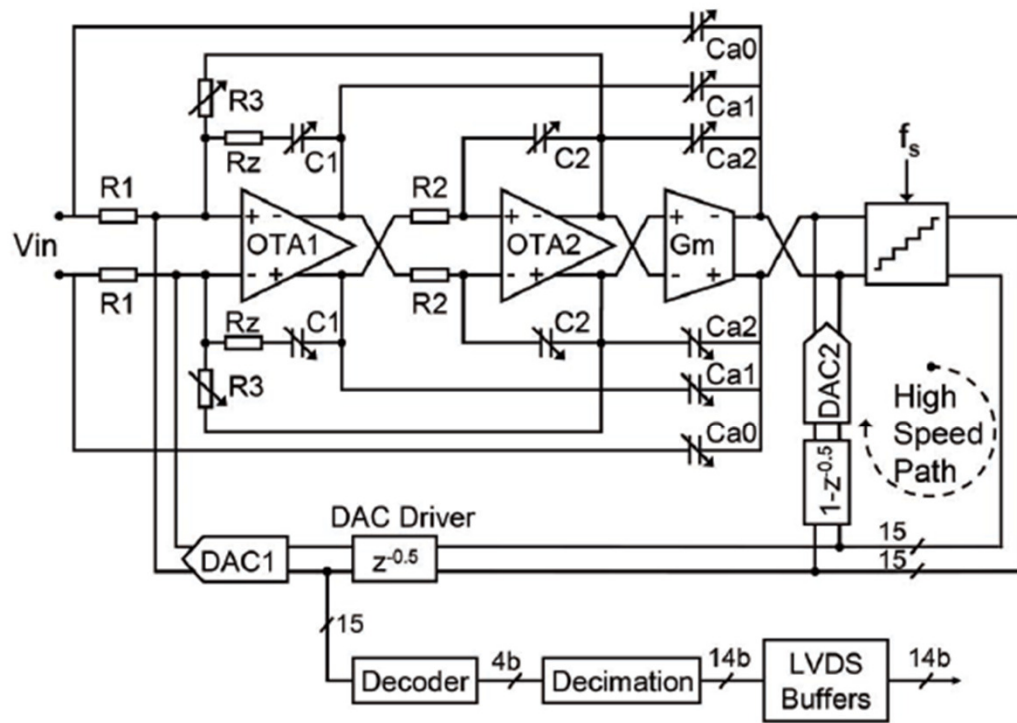 Ca0
fs
R3
Ca1
Rz
C1
C2
Ca2
R1
R2
+ -
+ -
+ -
Vin
OTA1
OTA2
Gm
- +
- +
- +
R1
R2
Rz
C1
C2
Ca2
R3
Ca1
Ca0
DAC2
High
Speed
Path
1-z-0.5
DAC Driver
DAC1
z-0.5
15
15
15
Decoder
4b
Decimation
14b
LVDS
Buffers
14b